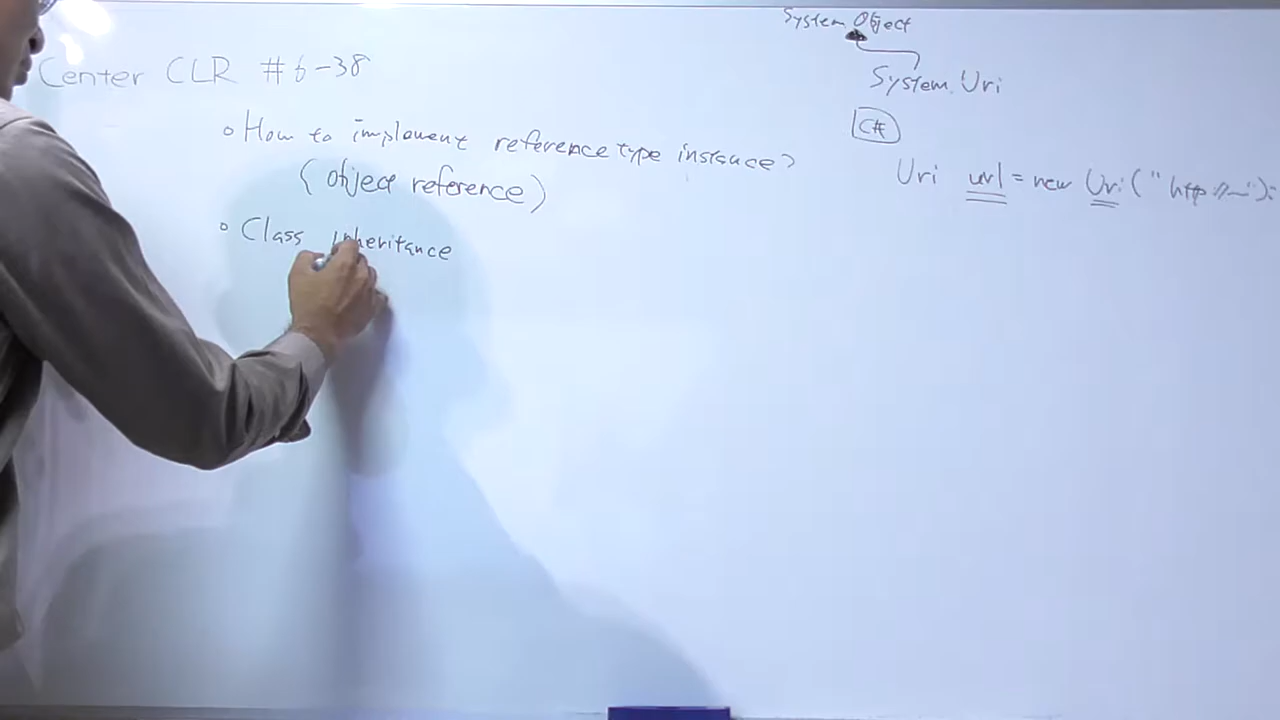 Center CLR #6-38
○ How to implement reference type instance?
(object reference)
○ Class inheritance
System.Object
System.Uri
C#
Uri url = new Uri("http://~");